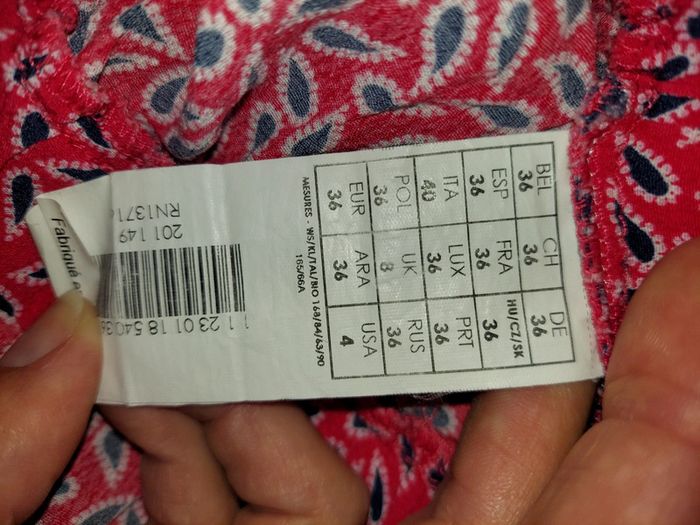 BEL CH DE
36 36 36
ESP FRA HU/CZ/SK
36 36 36
ITA LUX PRT
40 36 36
POL UK RUS
36 8 36
EUR ARA USA
36 36 4
MESURES - WS/KL/TAL/BIO 168/84/63/90
165/66A
1 1 23 01 18 540
201 149
Fabriqué